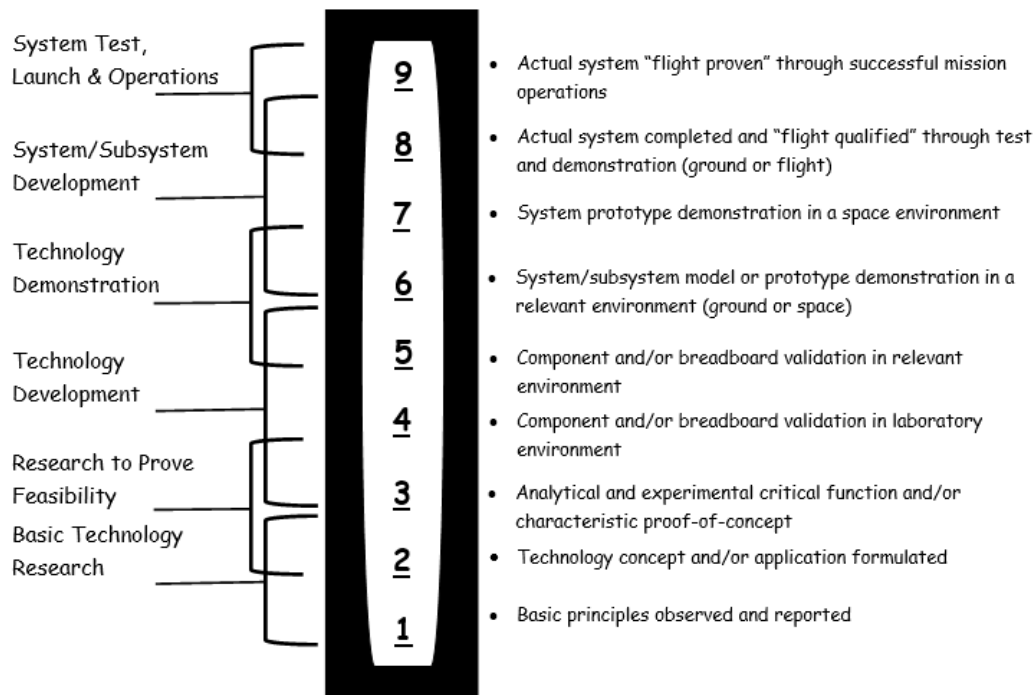 System Test,
Launch & Operations
System/Subsystem
Development
Technology
Demonstration
Technology
Development
Research to Prove
Feasibility
Basic Technology
Research
9
8
7
6
5
4
3
2
1
• Actual system “flight proven” through successful mission
operations
• Actual system completed and “flight qualified” through test
and demonstration (ground or flight)
• System prototype demonstration in a space environment
• System/subsystem model or prototype demonstration in a
relevant environment (ground or space)
• Component and/or breadboard validation in relevant
environment
• Component and/or breadboard validation in laboratory
environment
• Analytical and experimental critical function and/or
characteristic proof-of-concept
• Technology concept and/or application formulated
• Basic principles observed and reported